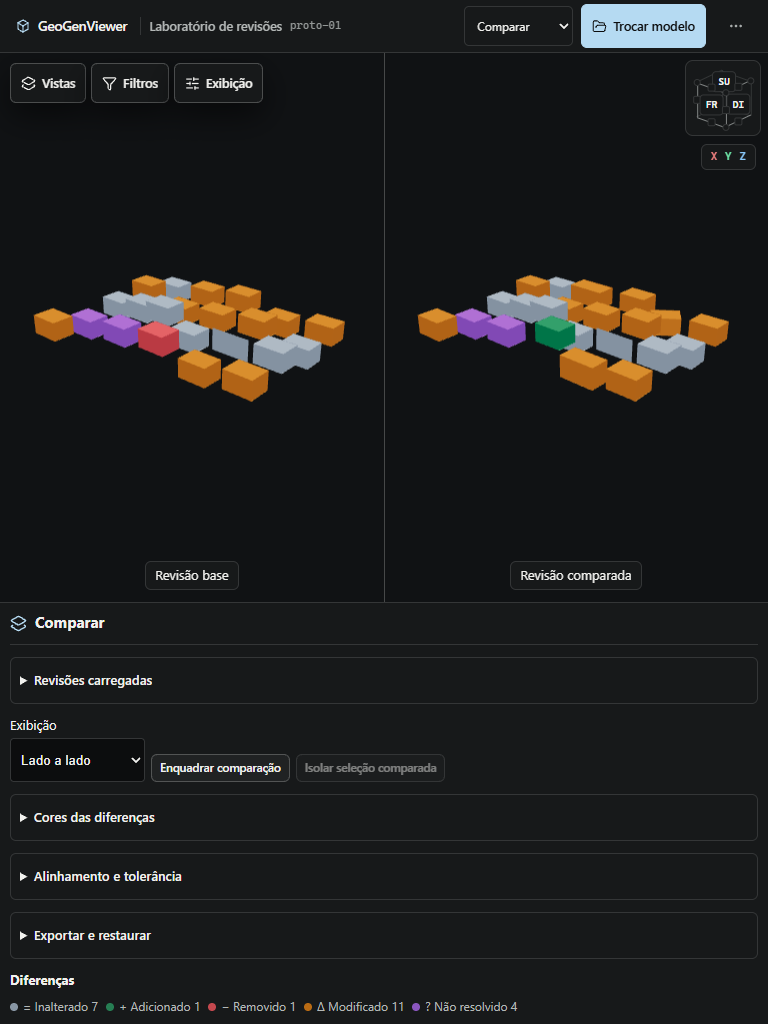 GeoGenViewer
Laboratório de revisões proto-01
Comparar
Trocar modelo
Vistas
Filtros
Exibição
SU
FR DI
X Y Z
Revisão base
Revisão comparada
Comparar
Revisões carregadas
Exibição
Lado a lado
Enquadrar comparação
Isolar seleção comparada
Cores das diferenças
Alinhamento e tolerância
Exportar e restaurar
Diferenças
= Inalterado 7 + Adicionado 1 − Removido 1 Δ Modificado 11 ? Não resolvido 4